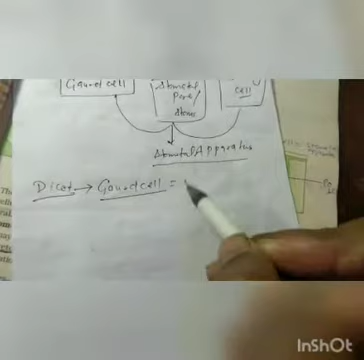 Guard cell
Stomatal
Pore/
stoma
cell
Stomatal Apparatus
Dicot → Guard cell =
InShOt